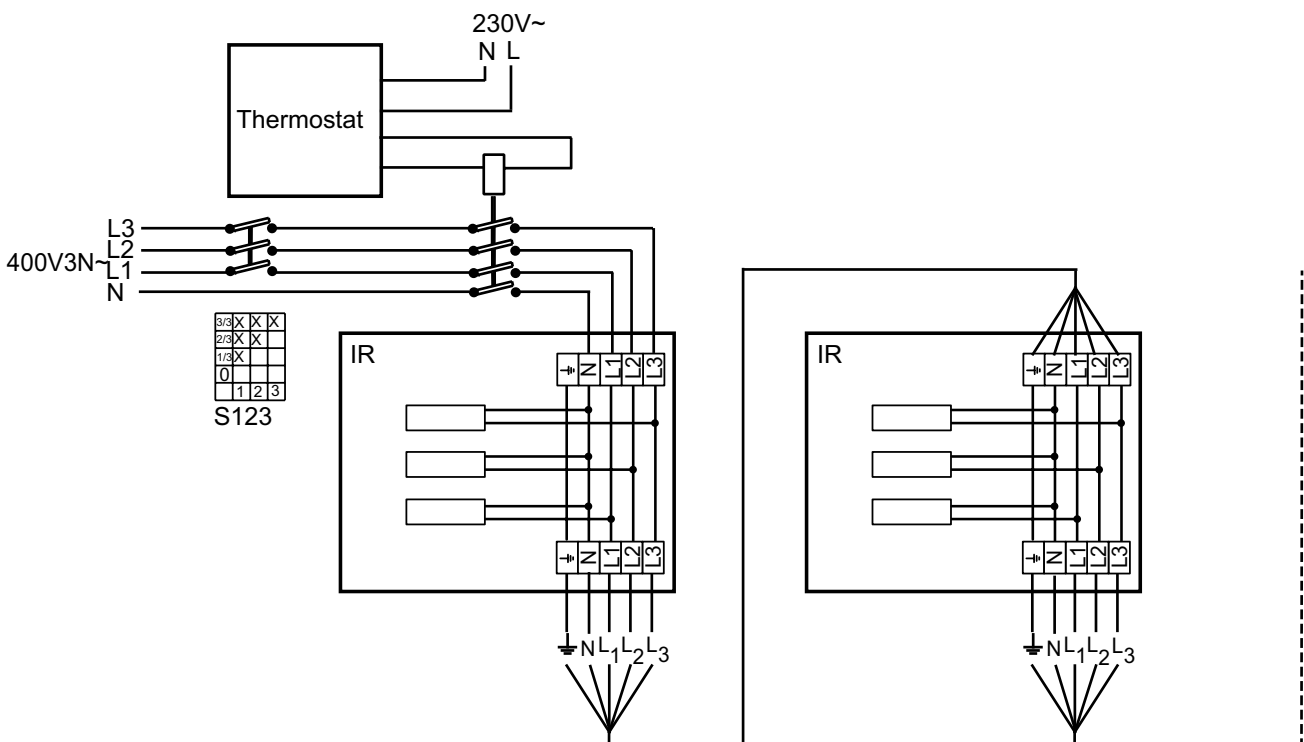 230V~
N L
Thermostat
L3
L2
400V3N~
L1
N
3/3 X X X
2/3 X X
1/3 X
0
1 2 3
S123
IR
N L1 L2 L3
N L1 L2 L3
N L1 L2 L3
IR
N L1 L2 L3
N L1 L2 L3
N L1 L2 L3